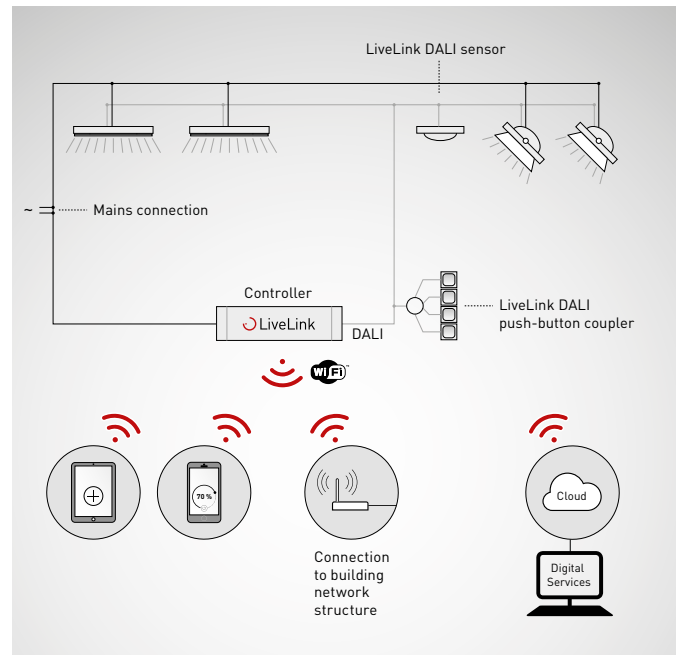 LiveLink DALI sensor
~
Mains connection
Controller
LiveLink
DALI
LiveLink DALI
push-button coupler
WiFi™
70 %
Cloud
Connection
to building
network
structure
Digital
Services